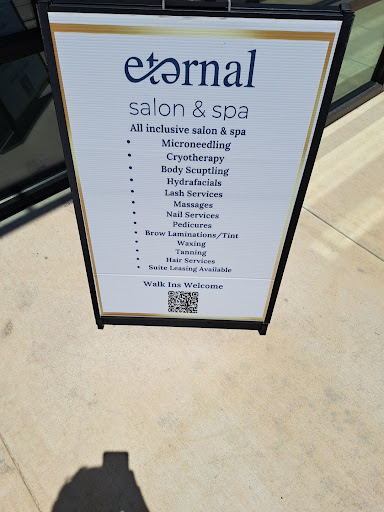 eternal
salon & spa
All inclusive salon & spa
• Microneedling
• Cryotherapy
• Body Scuptling
• Hydrafacials
• Lash Services
• Massages
• Nail Services
• Pedicures
• Brow Laminations/Tint
• Waxing
• Tanning
• Hair Services
• Suite Leasing Available
Walk Ins Welcome